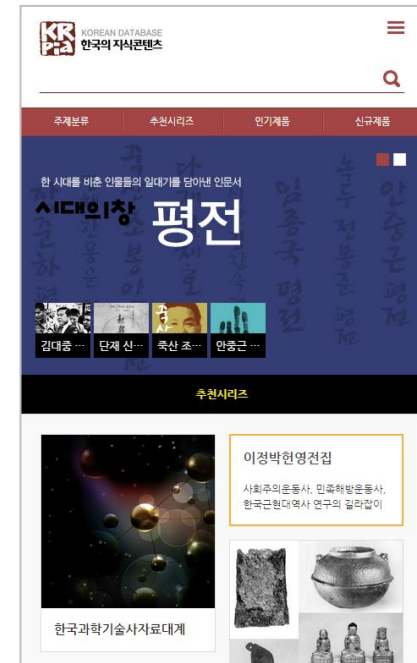 KR
Pia
KOREAN DATABASE
한국의 지식콘텐츠
주제분류
추천시리즈
인기제품
신규제품
한 시대를 비춘 인물들의 일대기를 담아낸 인문서
시대의창 평전
김대중 …
단재 신…
죽산 조…
안중근 …
추천시리즈
이정박헌영전집
사회주의운동사, 민족해방운동사,
한국근현대역사 연구의 길라잡이
한국과학기술사자료대계